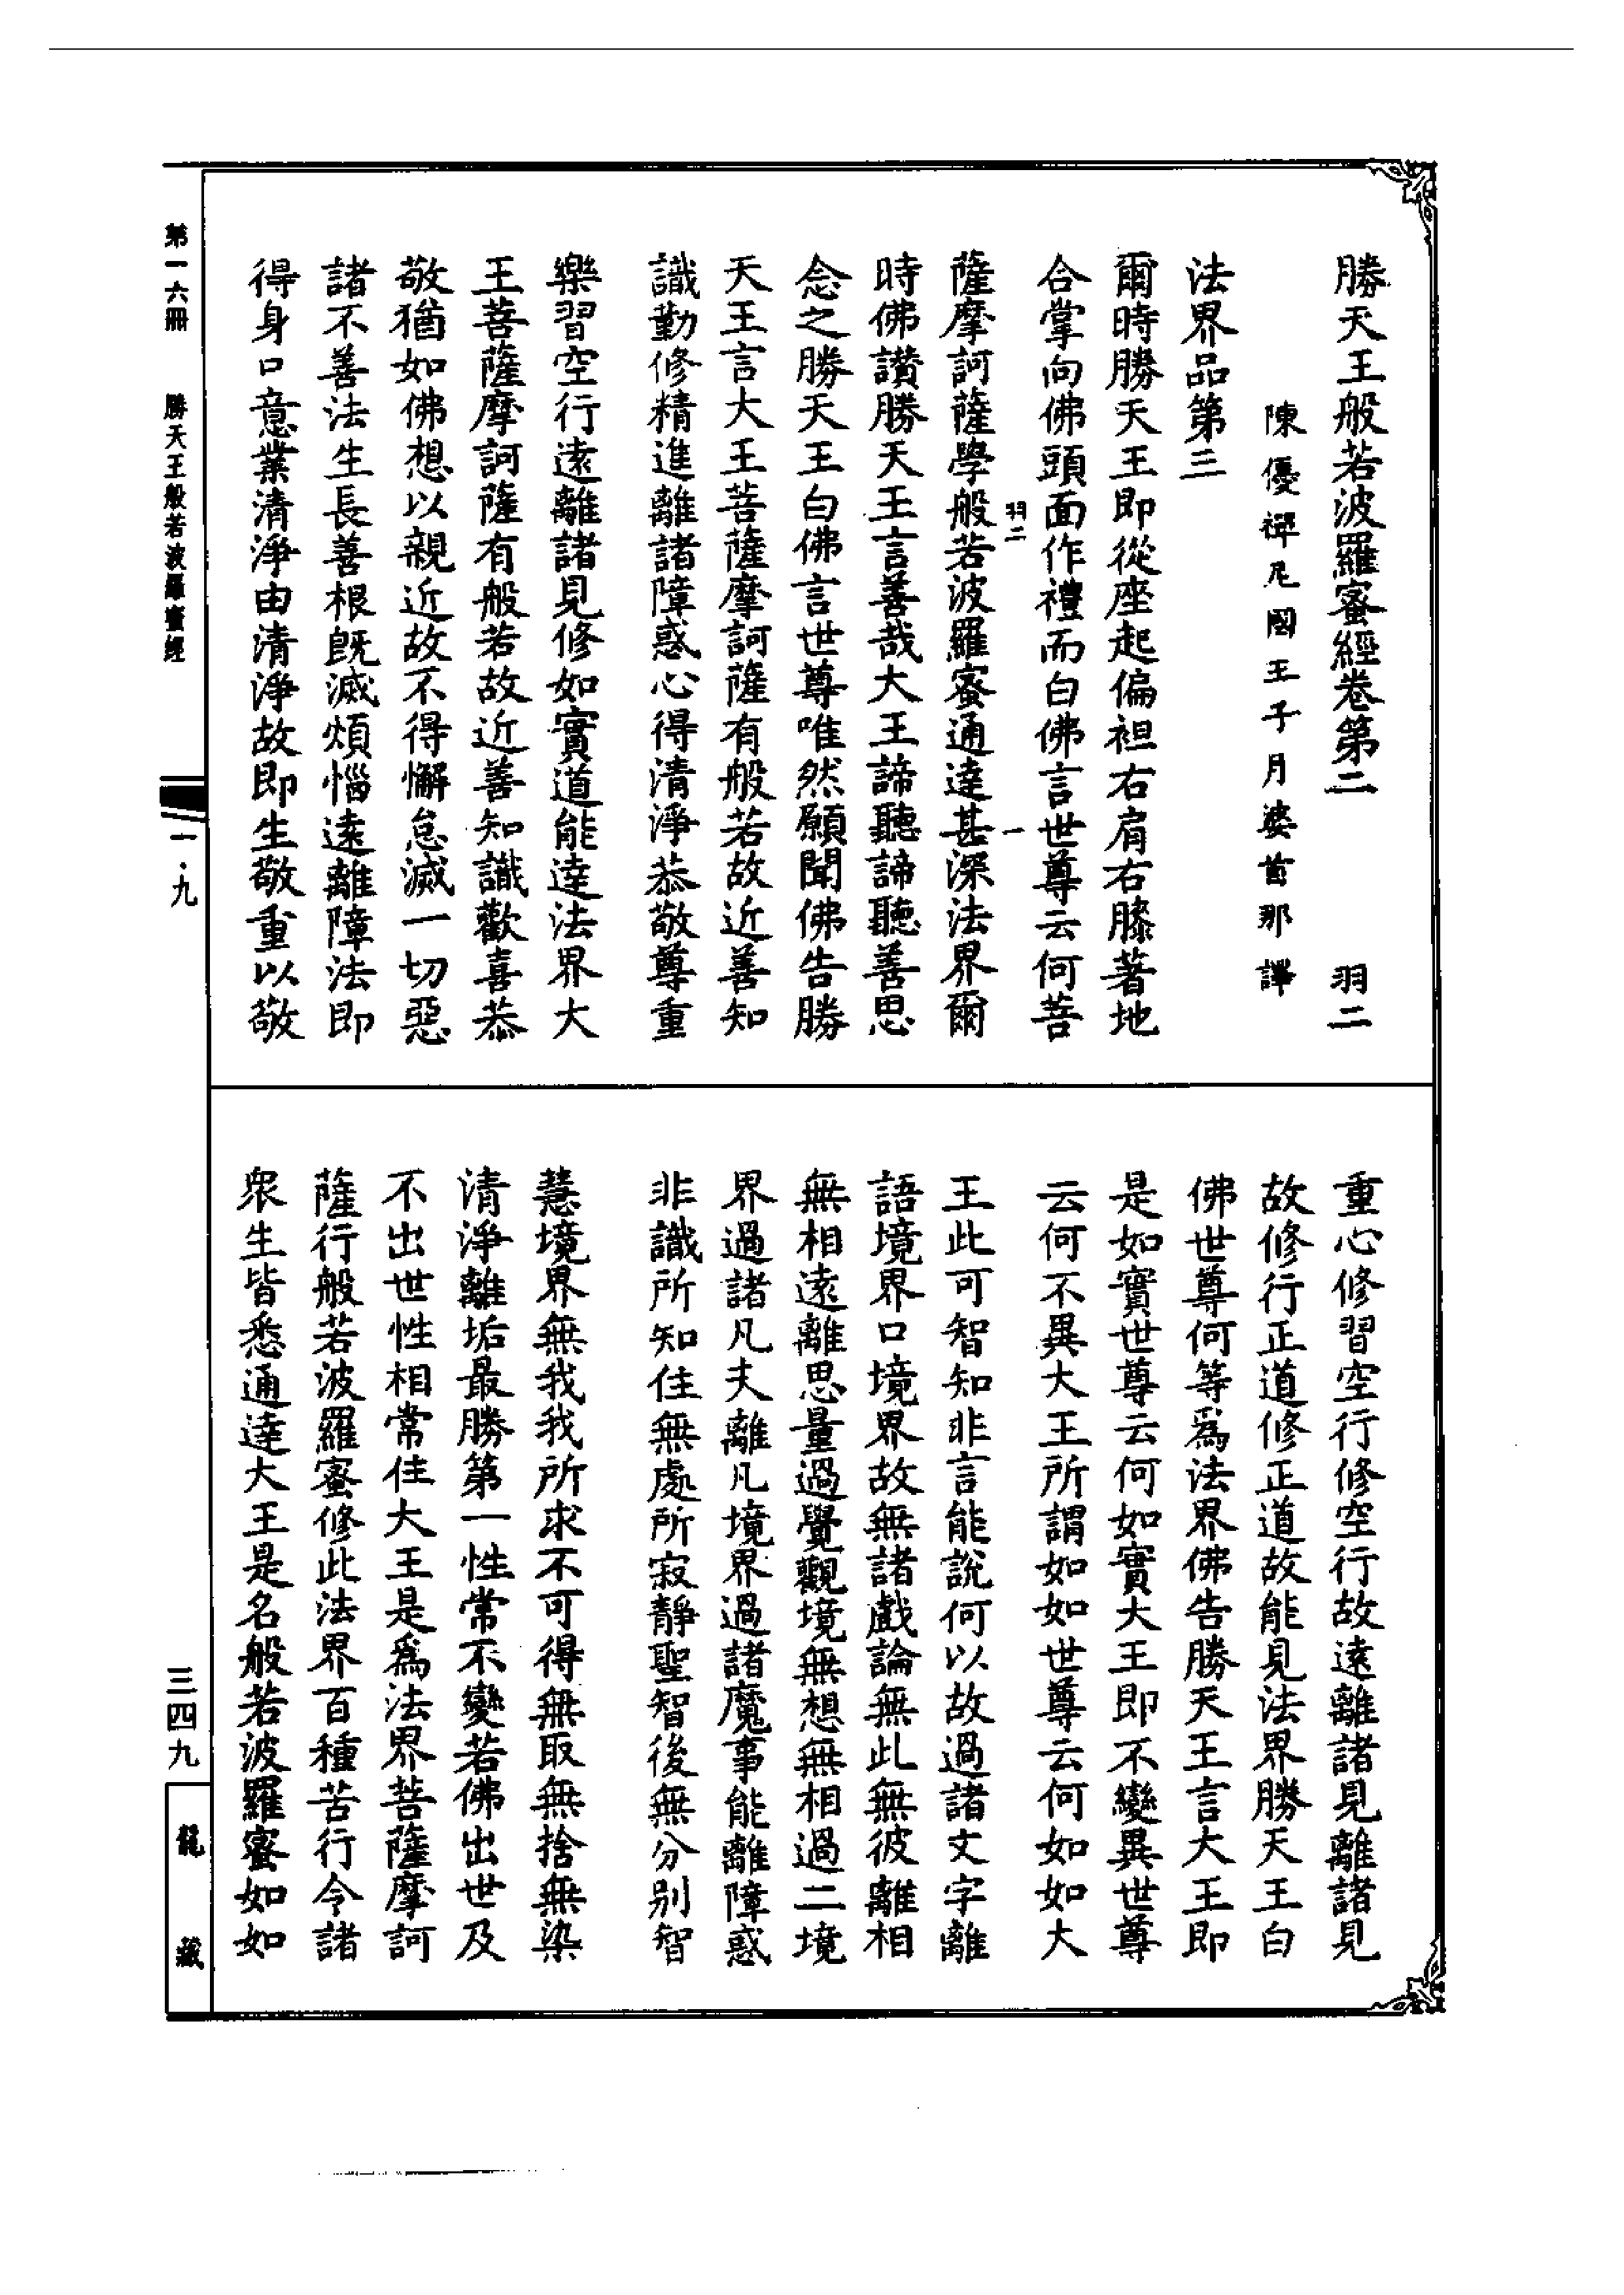 勝天王般若波羅蜜經卷第二 羽二
陳優禪尼國王子月婆首那譯
法界品第三
爾時勝天王即從座起偏袒右肩右膝著地
合掌向佛頭面作禮而白佛言世尊云何菩
羽二 一
薩摩訶薩學般若波羅蜜通達甚深法界爾
時佛讚勝天王言善哉大王諦聽諦聽善思
念之勝天王白佛言世尊唯然願聞佛告勝
天王言大王菩薩摩訶薩有般若故近善知
識勤修精進離諸障惑心得清淨恭敬尊重
樂習空行遠離諸見修如實道能達法界大
王菩薩摩訶薩有般若故近善知識歡喜恭
敬猶如佛想以親近故不得懈怠滅一切惡
諸不善法生長善根既滅煩惱遠離障法即
得身口意業清淨由清淨故即生敬重以敬
重心修習空行修空行故遠離諸見離諸見
故修行正道修正道故能見法界勝天王白
佛世尊何等爲法界佛告勝天王言大王即
是如實世尊云何如實大王即不變異世尊
云何不異大王所謂如如世尊云何如如大
王此可智知非言能說何以故過諸文字離
語境界口境界故無諸戲論無此無彼離相
無相遠離思量過覺觀境無想無相過二境
界過諸凡夫離凡境界過諸魔事能離障惑
非識所知住無處所寂靜聖智後無分別智
慧境界無我我所求不可得無取無捨無染
清淨離垢最勝第一性常不變若佛出世及
不出世性相常住大王是爲法界菩薩摩訶
薩行般若波羅蜜修此法界百種苦行令諸
衆生皆悉通達大王是名般若波羅蜜如如
第一六冊 勝天王般若波羅蜜經
一·九
三四九
龍藏